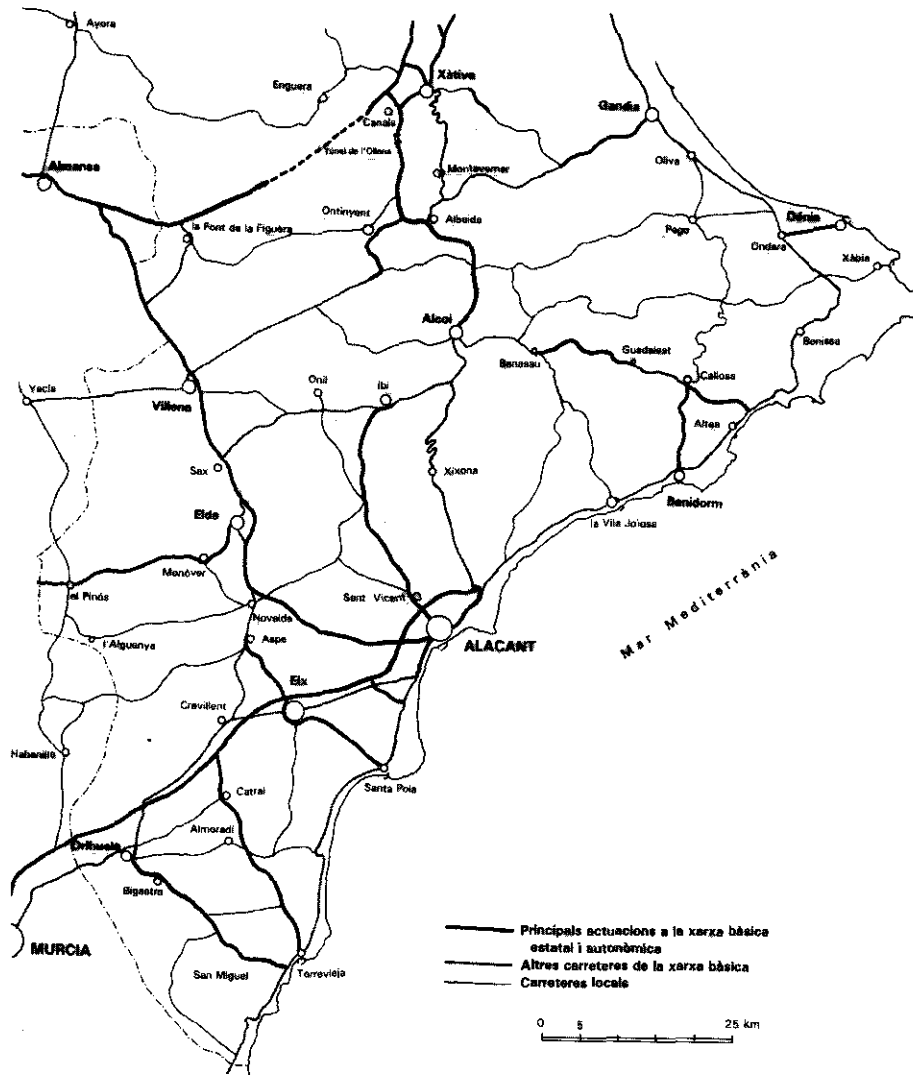 Ayora
Enguera
Xàtiva
Canals
Gandia
Túnel de l'Ollería
Almansa
Montaverner
Oliva
Ontinyent
Albaida
la Font de la Figuera
Pego
Dénia
Ondara
Xàbia
Alcoi
Benissa
Benasau
Guadalest
Callosa
Yecla
Onil
Ibi
Villena
Altea
Sax
Xixona
Benidorm
Elda
la Vila Joiosa
Monòver
el Pinós
Sant Vicent
Novelda
Mar Mediterrània
l'Alguenya
Aspe
ALACANT
Elx
Crevillent
Santa Pola
Catral
Almoradí
Orihuela
Bigastro
MURCIA
San Miguel
Torrevieja
Principals actuacions a la xarxa bàsica
estatal i autonòmica
Altres carreteres de la xarxa bàsica
Carreteres locals
0 5 25 km